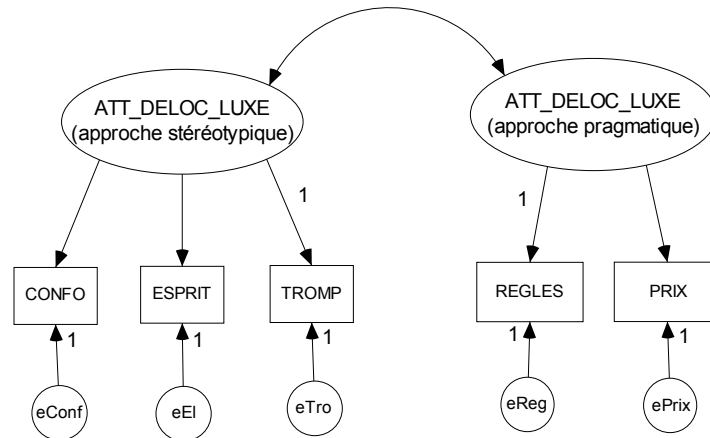 ATT_DELOC_LUXE
(approche stéréotypique)
ATT_DELOC_LUXE
(approche pragmatique)
1
1
CONFO
ESPRIT
TROMP
REGLES
PRIX
1
1
1
1
1
eConf
eEl
eTro
eReg
ePrix